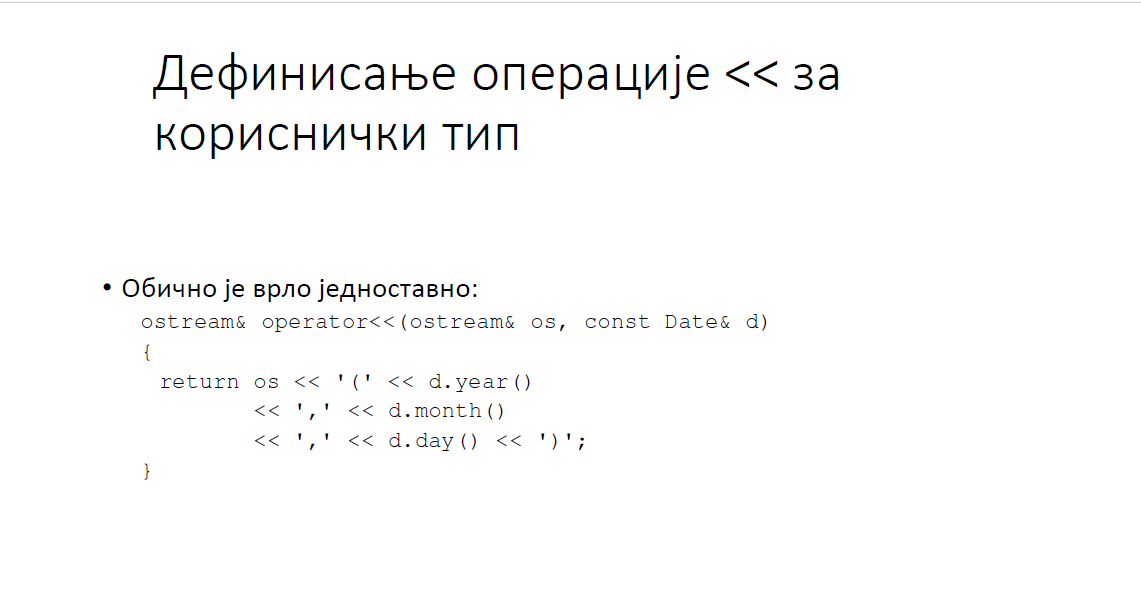 Дефинисање операције << за
кориснички тип
• Обично је врло једноставно:
ostream& operator<<(ostream& os, const Date& d)
{
return os << '(' << d.year()
<< ',' << d.month()
<< ',' << d.day() << ')';
}